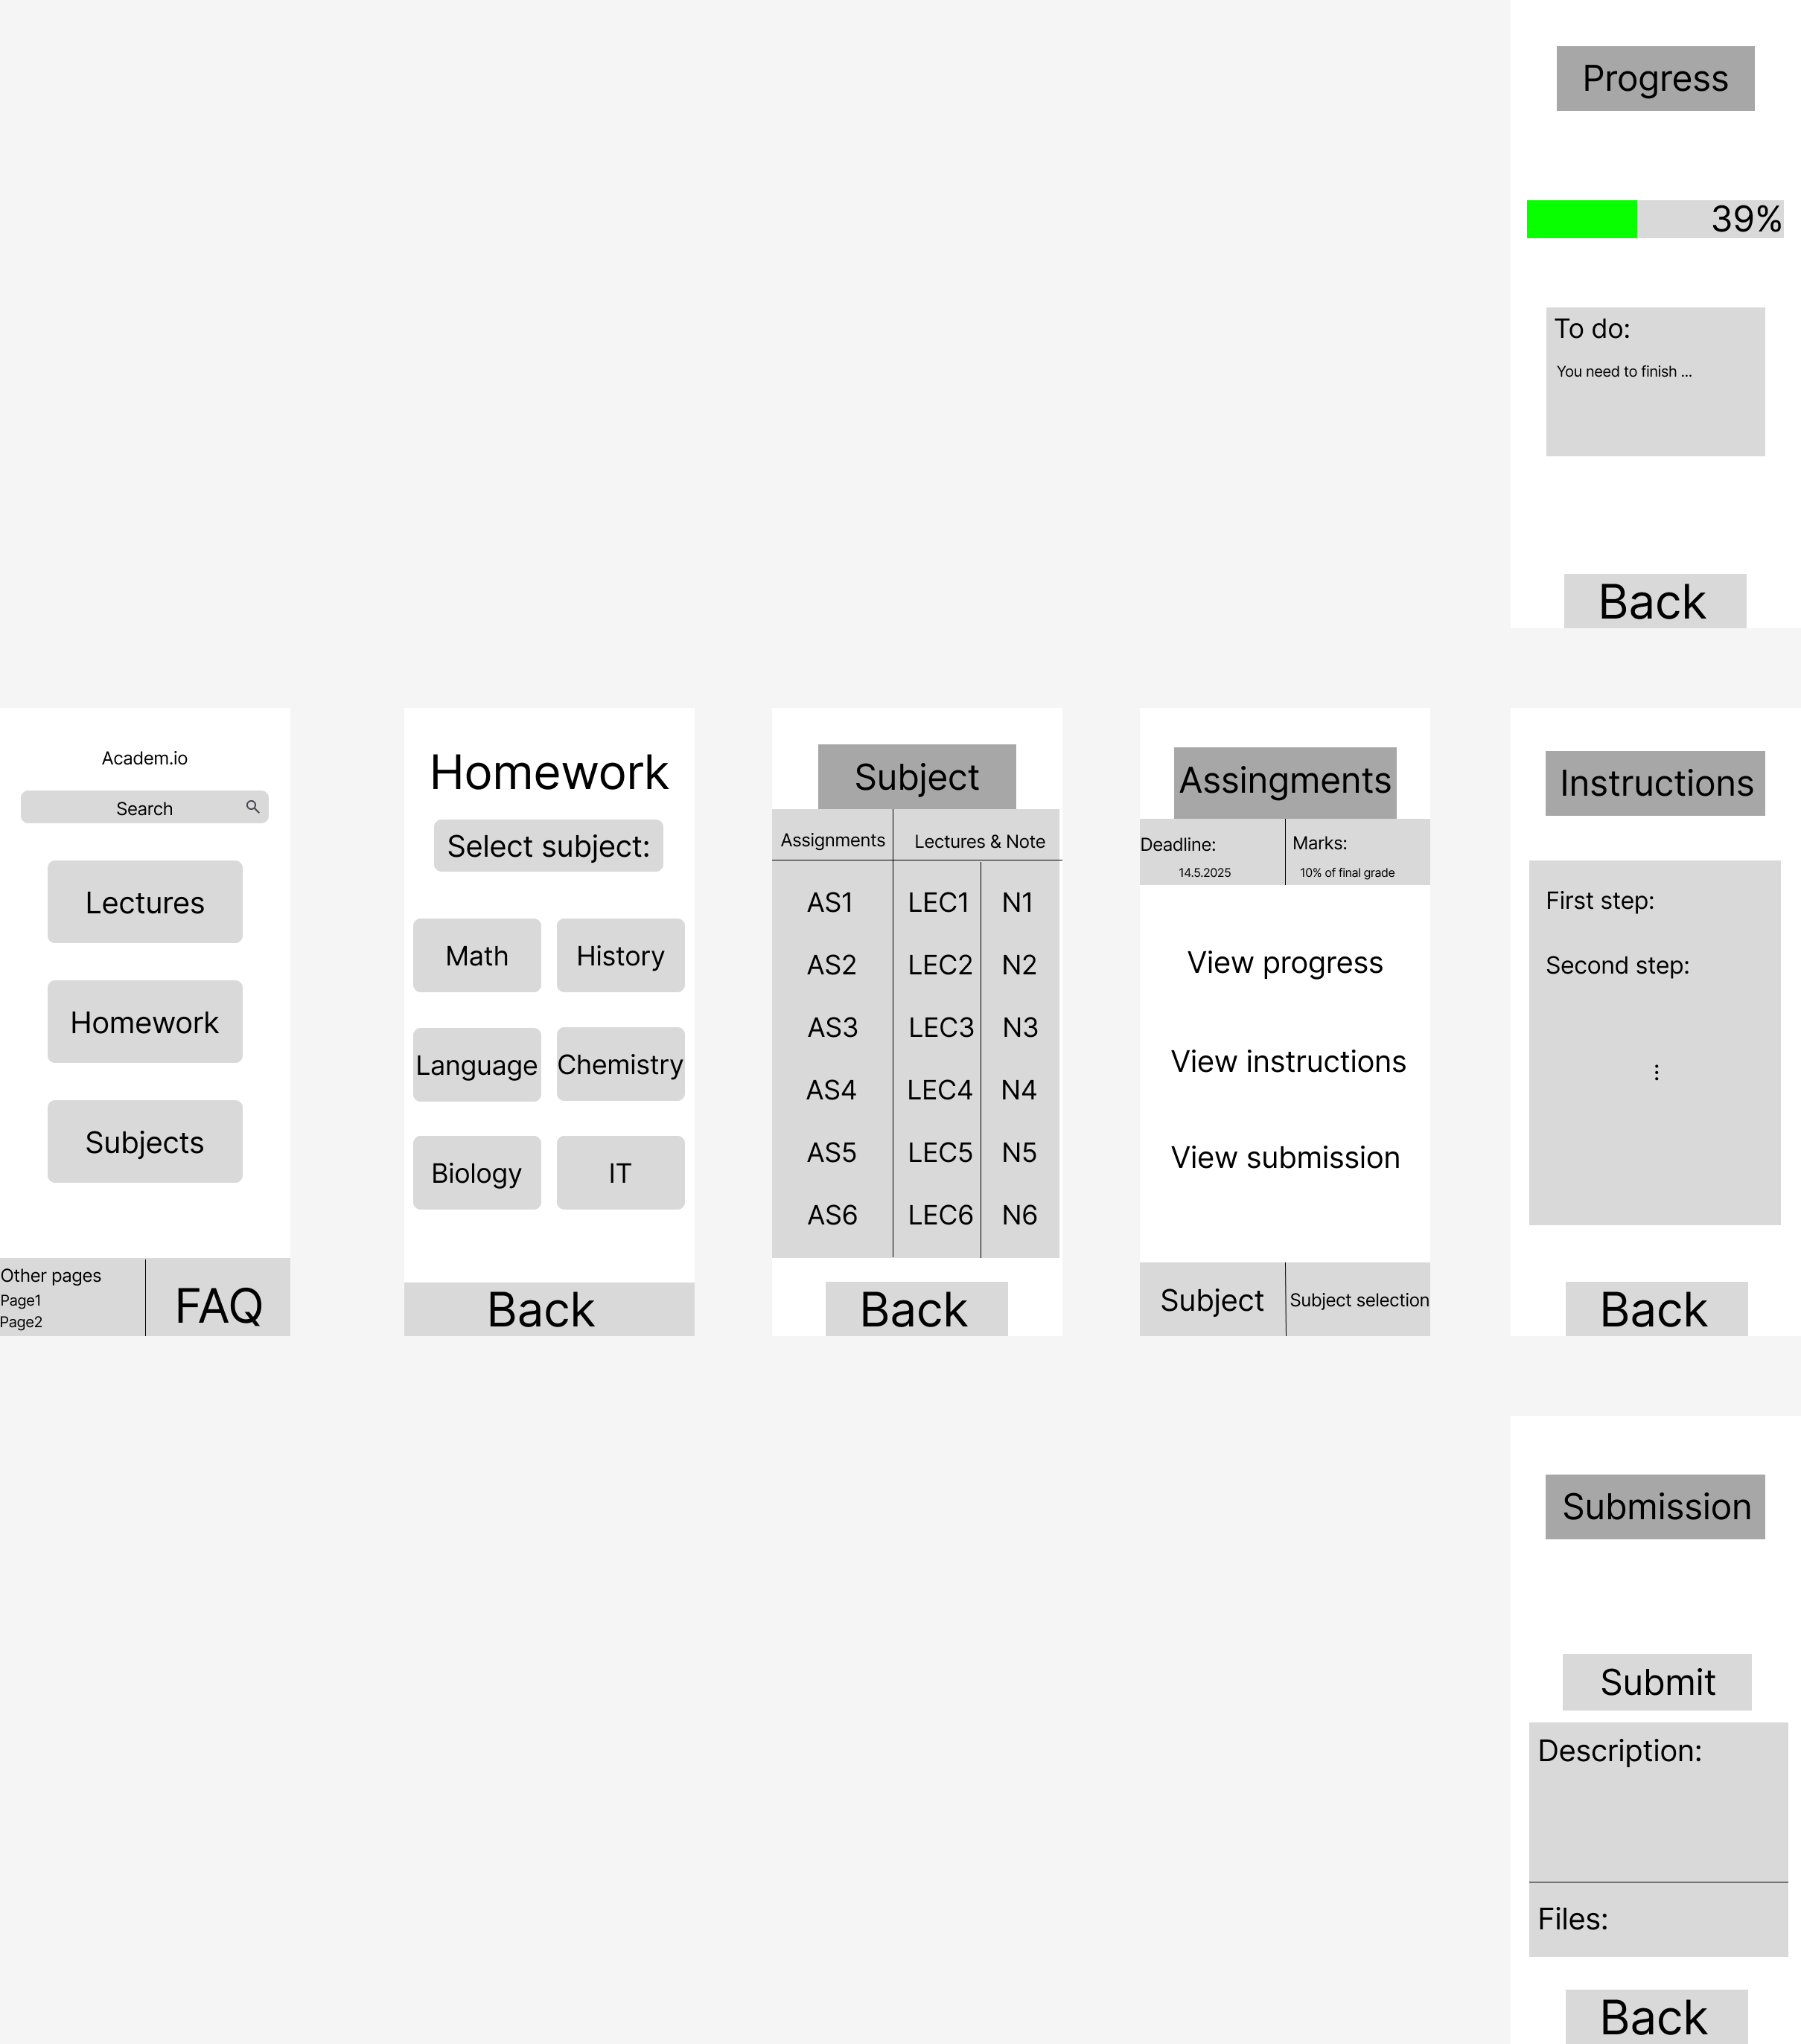 Progress
39%
To do:
You need to finish ...
Back
Academ.io
Search
Lectures
Homework
Subjects
Other pages
Page1
Page2
FAQ
Homework
Select subject:
Math
History
Language
Chemistry
Biology
IT
Back
Subject
Assignments
Lectures & Note
AS1 LEC1 N1
AS2 LEC2 N2
AS3 LEC3 N3
AS4 LEC4 N4
AS5 LEC5 N5
AS6 LEC6 N6
Back
Assingments
Deadline:
14.5.2025
Marks:
10% of final grade
View progress
View instructions
View submission
Subject
Subject selection
Instructions
First step:
Second step:
⋮
Back
Submission
Submit
Description:
Files:
Back